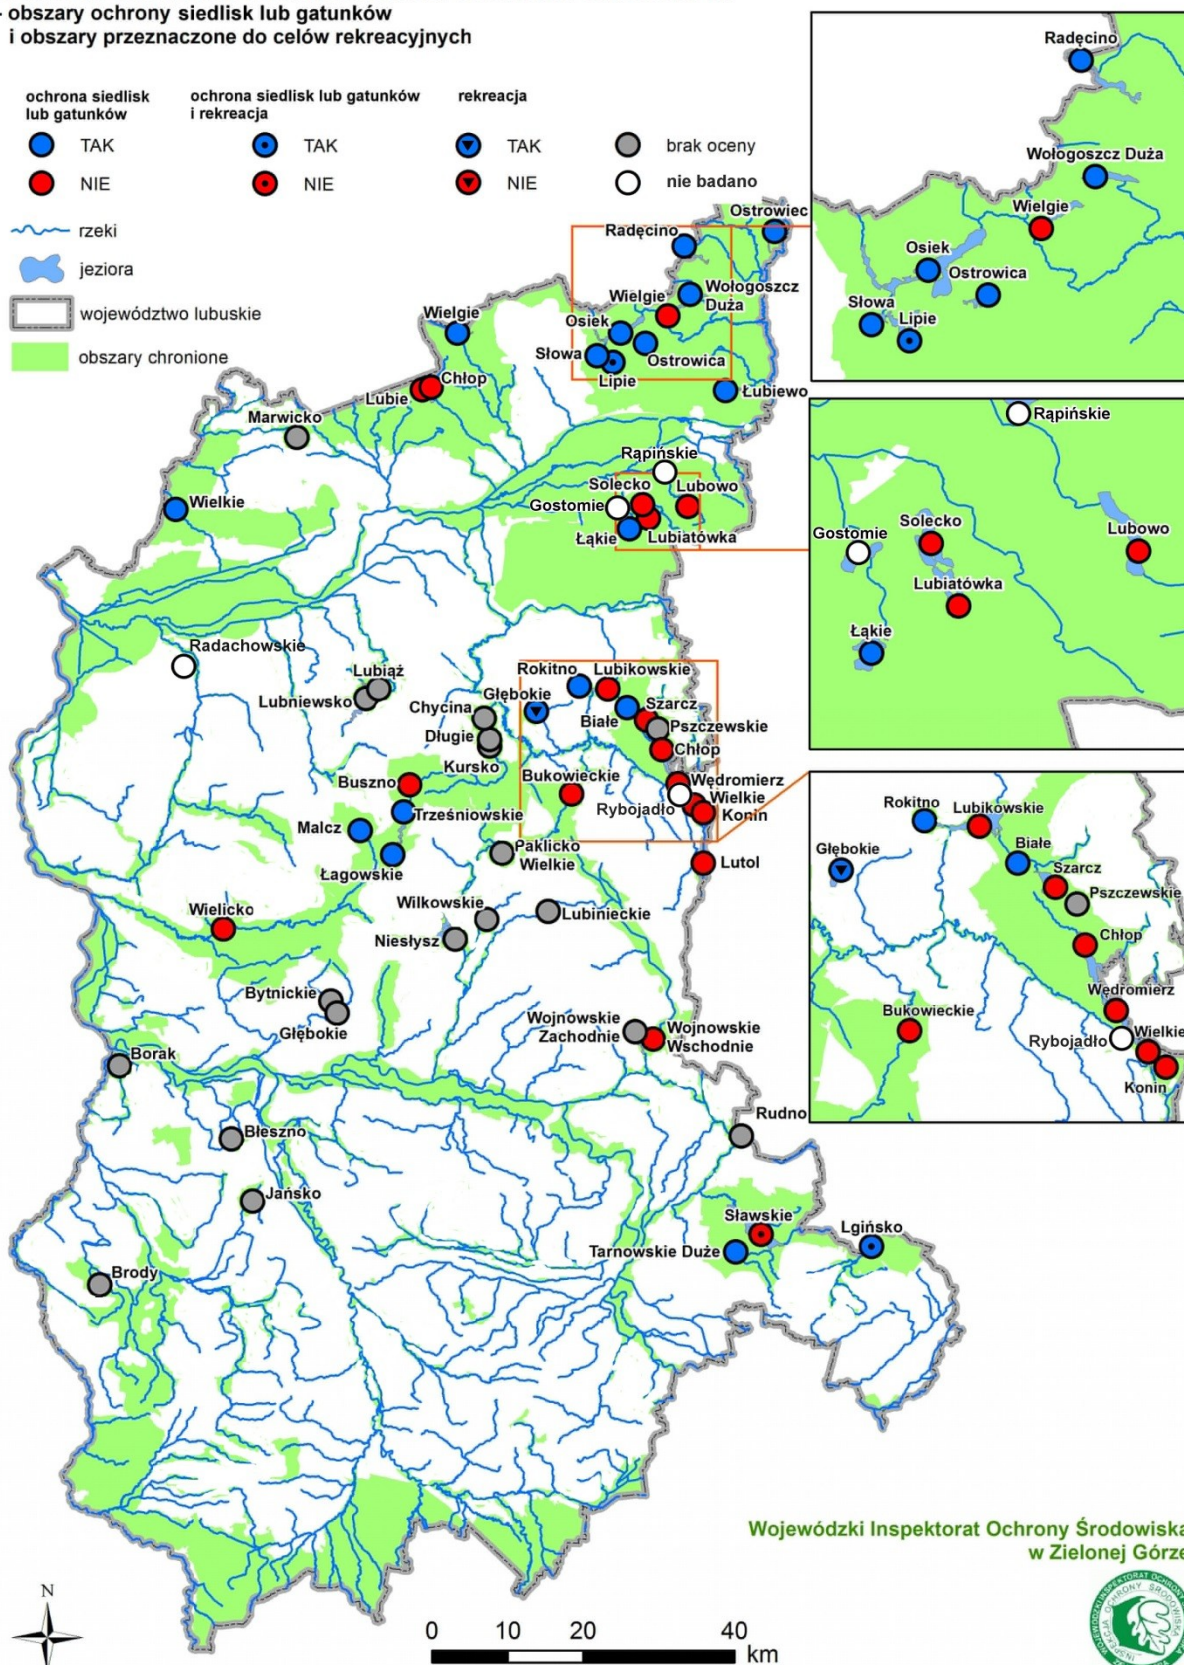 - obszary ochrony siedlisk lub gatunków
i obszary przeznaczone do celów rekreacyjnych
ochrona siedlisk
lub gatunków
ochrona siedlisk lub gatunków
i rekreacja
rekreacja
TAK
TAK
TAK
brak oceny
NIE
NIE
NIE
nie badano
rzeki
jeziora
województwo lubuskie
obszary chronione
Ostrowiec
Radęcino
Wołogoszcz
Duża
Wielgie
Osiek
Słowa
Ostrowica
Lipie
Łubiewo
Wielgie
Chłop
Lubie
Marwicko
Wielkie
Rąpińskie
Solecko
Lubowo
Gostomie
Łąkie
Lubiatówka
Radachowskie
Lubiąż
Lubniewsko
Chycina
Długie
Kursko
Rokitno
Lubikowskie
Głębokie
Białe
Szarcz
Pszczewskie
Chłop
Bukowieckie
Wędromierz
Wielkie
Rybojadło
Konin
Lutol
Buszno
Trześniowskie
Malcz
Łagowskie
Paklicko
Wielkie
Wielicko
Wilkowskie
Lubinieckie
Niesłysz
Bytnickie
Głębokie
Wojnowskie
Zachodnie
Wojnowskie
Wschodnie
Borak
Błeszno
Jańsko
Brody
Rudno
Sławskie
Lgińsko
Tarnowskie Duże
Radęcino
Wołogoszcz Duża
Wielgie
Osiek
Ostrowica
Słowa
Lipie
Rąpińskie
Gostomie
Solecko
Lubowo
Lubiatówka
Łąkie
Rokitno
Lubikowskie
Głębokie
Białe
Szarcz
Pszczewskie
Chłop
Wędromierz
Bukowieckie
Rybojadło
Wielkie
Konin
Wojewódzki Inspektorat Ochrony Środowiska
w Zielonej Górze
N
0 10 20 40
km